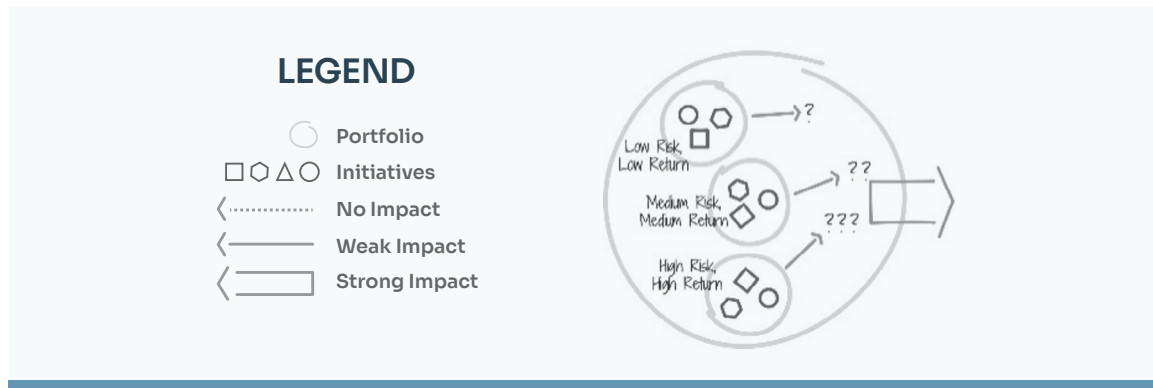 LEGEND
Portfolio
Initiatives
No Impact
Weak Impact
Strong Impact
?
Low Risk,
Low Return
??
Medium Risk,
Medium Return
???
High Risk,
High Return